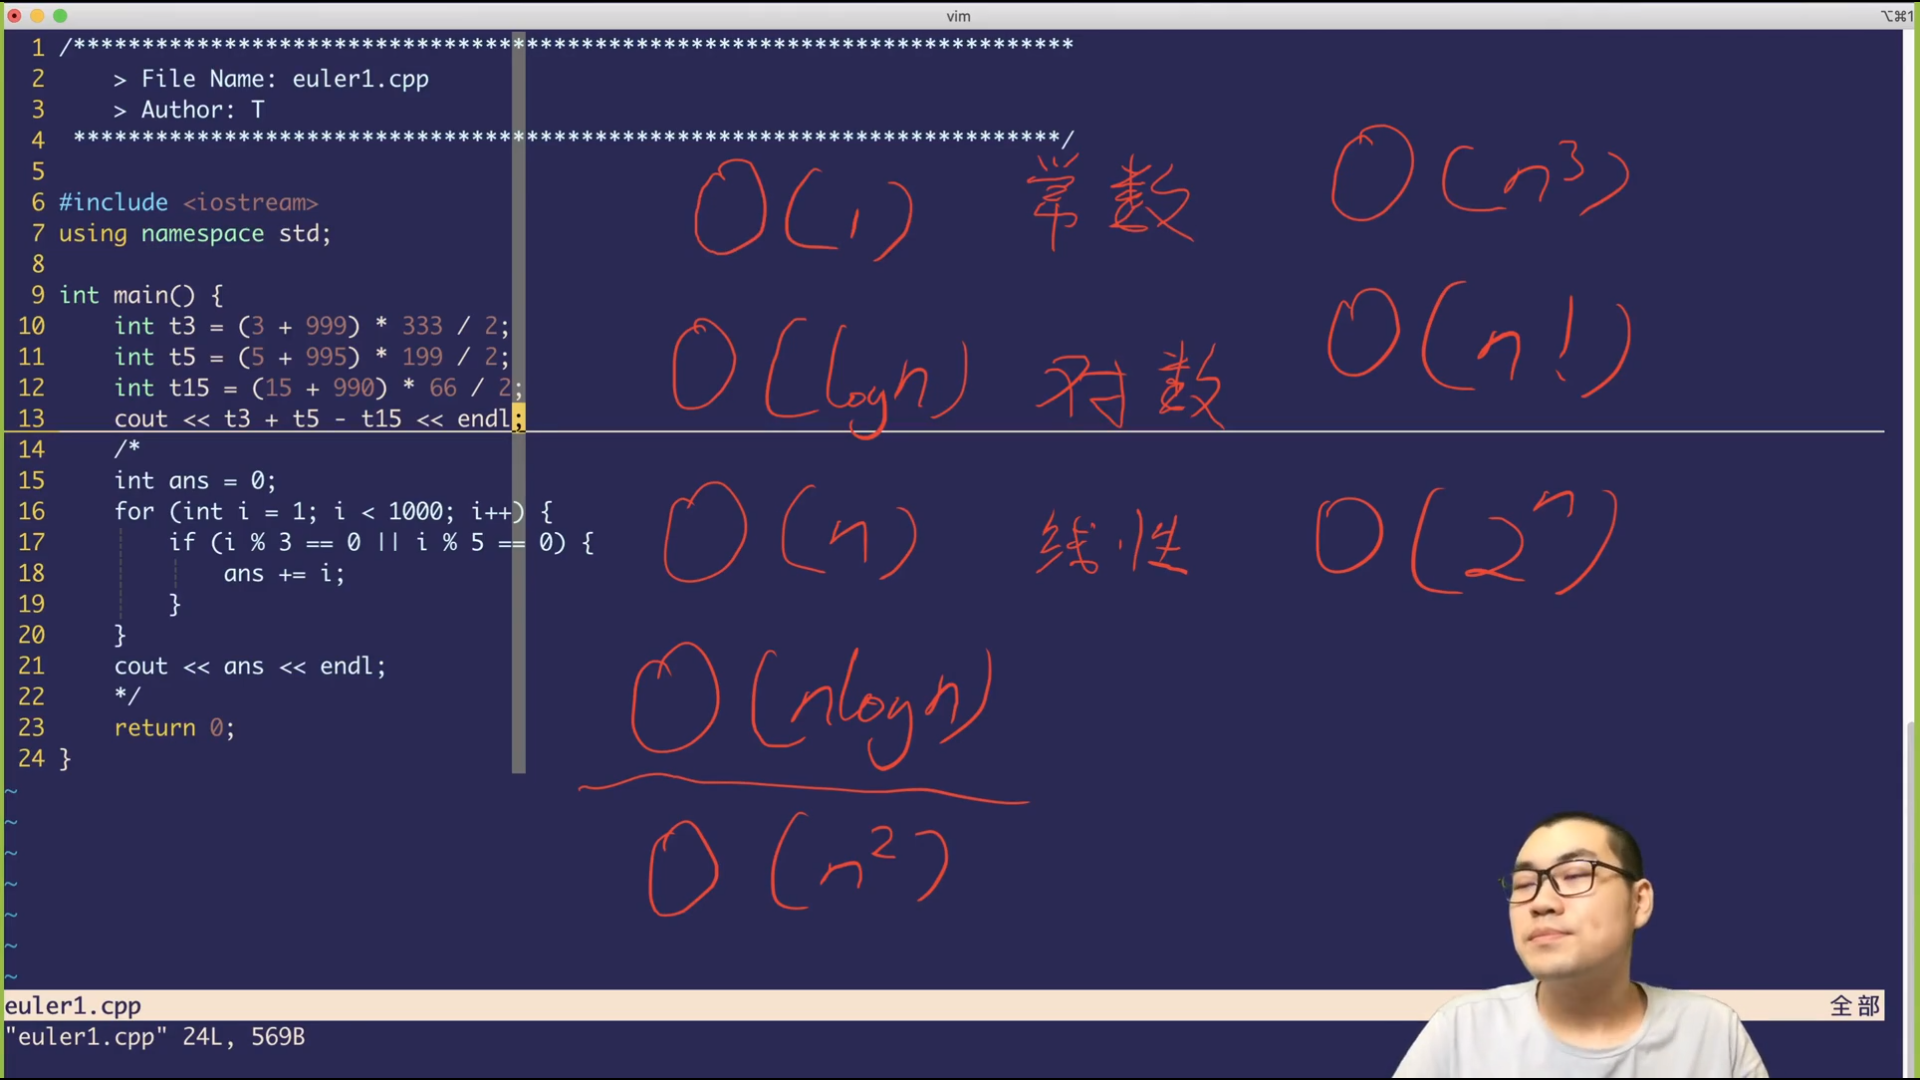 vim
⌥⌘1
1 /*************************************************************************
2     > File Name: euler1.cpp
3     > Author: T
4  ************************************************************************/
5
6 #include <iostream>
7 using namespace std;
8
9 int main() {
10     int t3 = (3 + 999) * 333 / 2;
11     int t5 = (5 + 995) * 199 / 2;
12     int t15 = (15 + 990) * 66 / 2;
13     cout << t3 + t5 - t15 << endl;
14     /*
15     int ans = 0;
16     for (int i = 1; i < 1000; i++) {
17         if (i % 3 == 0 || i % 5 == 0) {
18             ans += i;
19         }
20     }
21     cout << ans << endl;
22     */
23     return 0;
24 }
~
~
~
~
~
~
~
O(1) 常数
O(logn) 对数
O(n) 线性
O(nlogn)
O(n²)
O(n³)
O(n!)
O(2ⁿ)
euler1.cpp 全部
"euler1.cpp" 24L, 569B